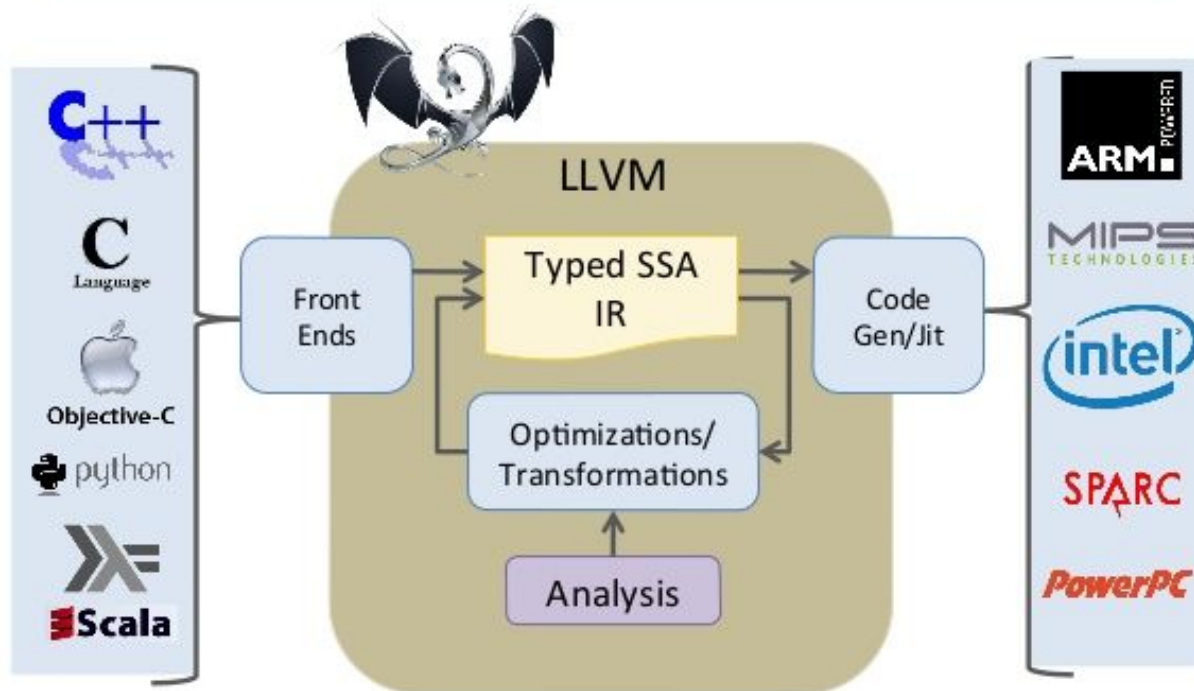 C++
C
Language
Objective-C
python
Scala
LLVM
Front
Ends
Typed SSA
IR
Optimizations/
Transformations
Analysis
Code
Gen/Jit
ARM
POWERED
MIPS
TECHNOLOGIES
intel
SPARC
PowerPC